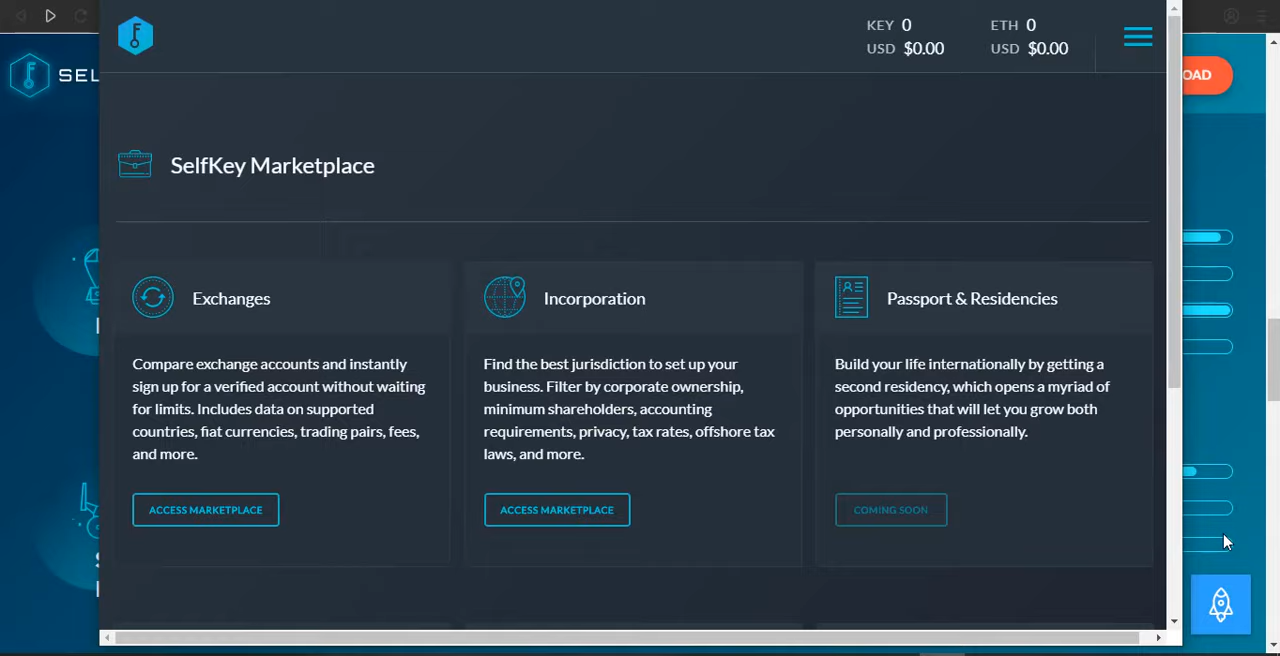 KEY 0
ETH 0
USD $0.00
USD $0.00
SEL
OAD
SelfKey Marketplace
Exchanges
Compare exchange accounts and instantly
sign up for a verified account without waiting
for limits. Includes data on supported
countries, fiat currencies, trading pairs, fees,
and more.
ACCESS MARKETPLACE
Incorporation
Find the best jurisdiction to set up your
business. Filter by corporate ownership,
minimum shareholders, accounting
requirements, privacy, tax rates, offshore tax
laws, and more.
ACCESS MARKETPLACE
Passport & Residencies
Build your life internationally by getting a
second residency, which opens a myriad of
opportunities that will let you grow both
personally and professionally.
COMING SOON